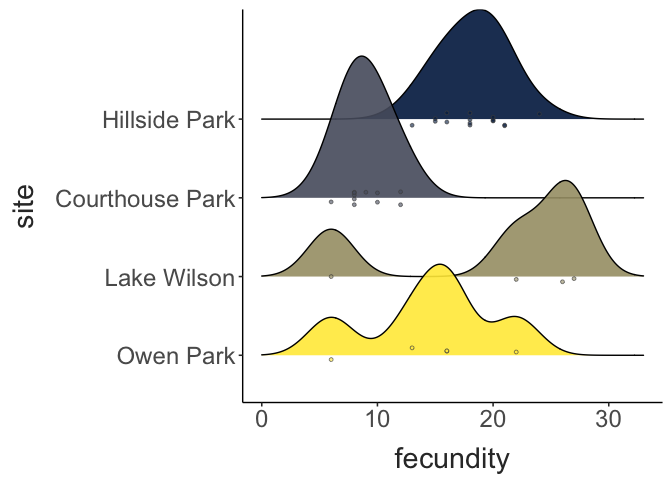 Hillside Park
Courthouse Park
Lake Wilson
Owen Park
site
0 10 20 30
fecundity